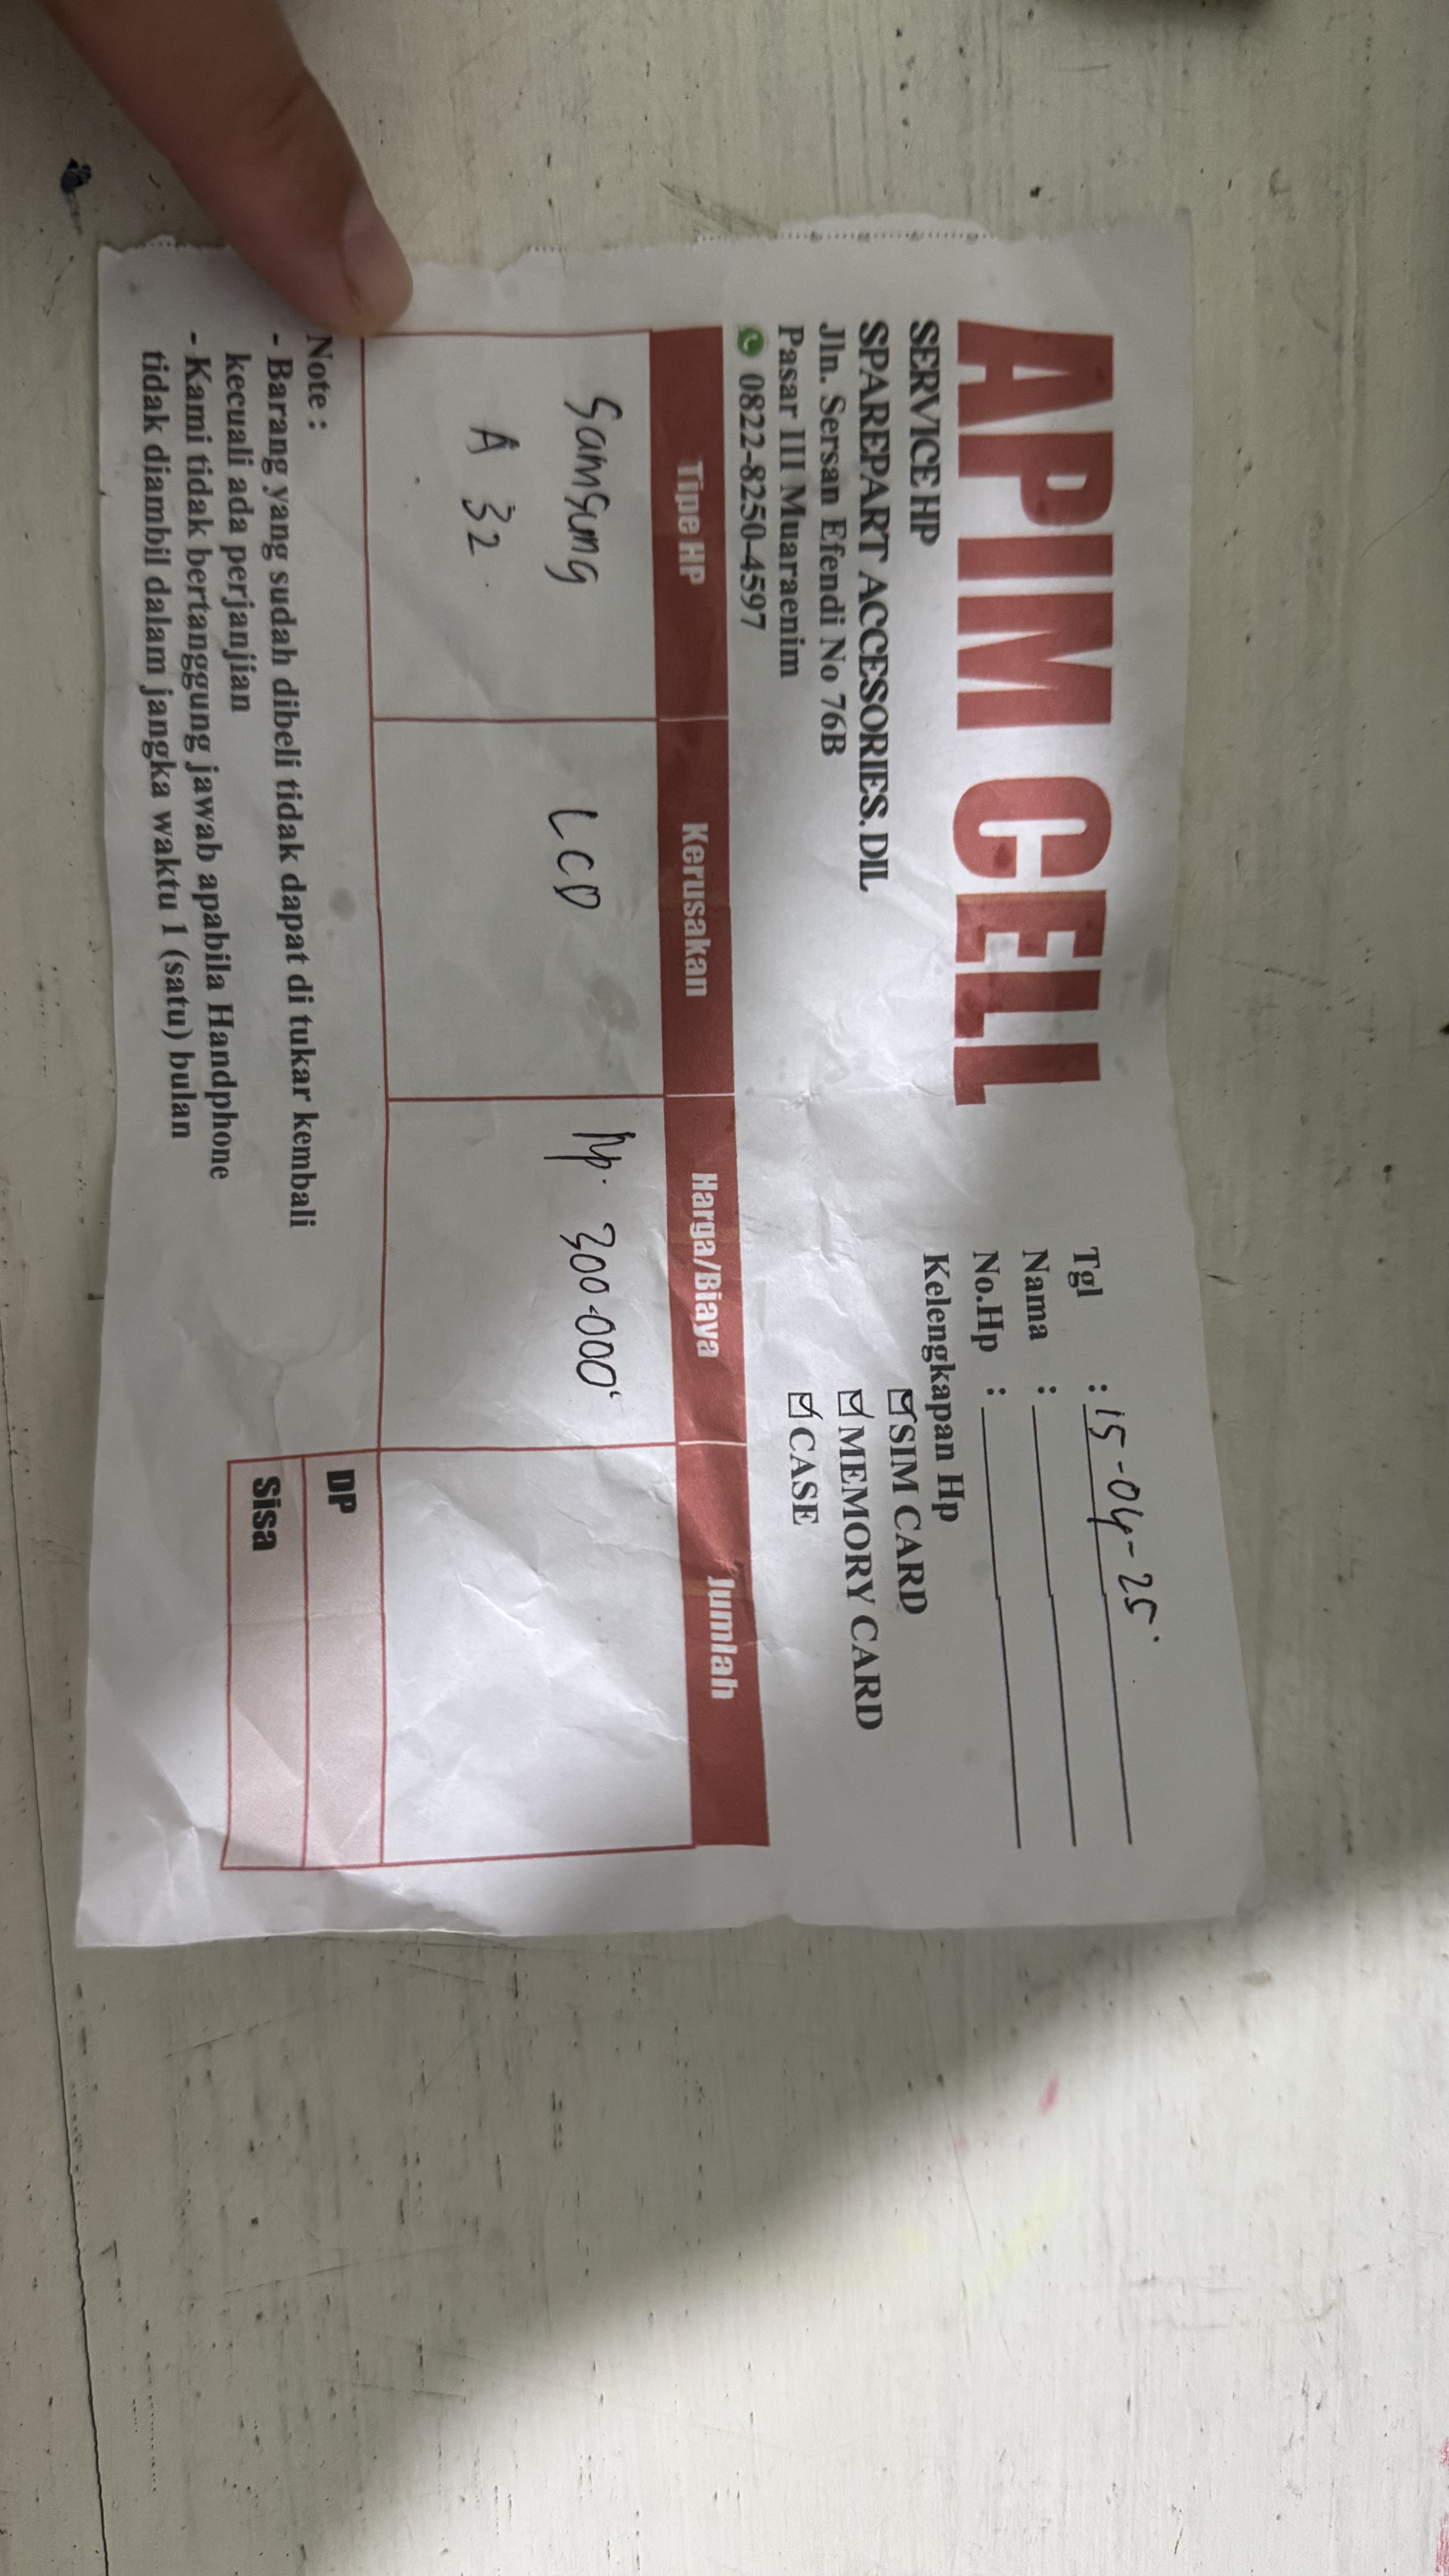 APIM CELL
SERVICE HP
SPAREPART ACCESORIES. DIL
Jln. Sersan Efendi No 76B
Pasar III Muaraenim
0822-8250-4597
Tgl : 15-04-25
Nama :
No.Hp :
Kelengkapan Hp
SIM CARD
MEMORY CARD
CASE
Tipe HP Kerusakan Harga/Biaya Jumlah
Samsung LCD Rp. 300.000
A 32
DP
Sisa
Note :
- Barang yang sudah dibeli tidak dapat di tukar kembali
kecuali ada perjanjian
- Kami tidak bertanggung jawab apabila Handphone
tidak diambil dalam jangka waktu 1 (satu) bulan